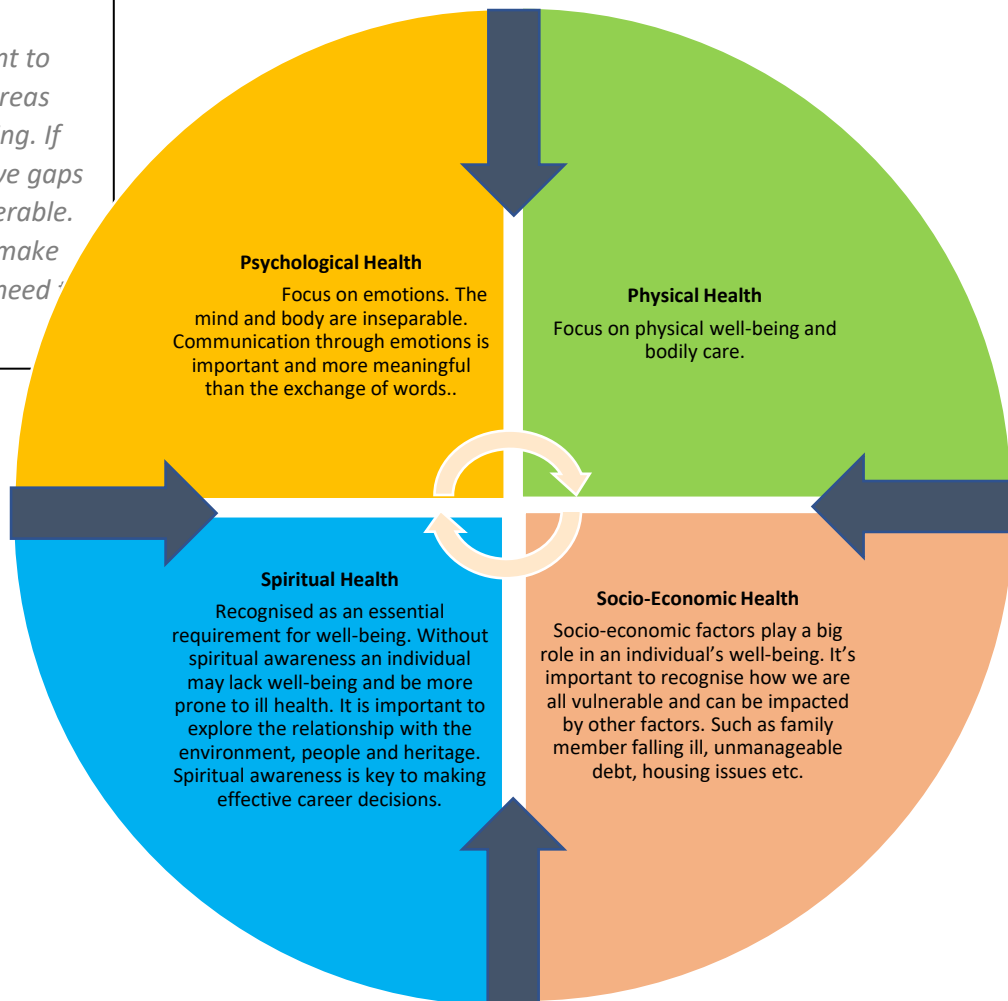 nt to
reas
ng. If
ve gaps
erable.
make
need
Psychological Health
Focus on emotions. The
mind and body are inseparable.
Communication through emotions is
important and more meaningful
than the exchange of words..
Physical Health
Focus on physical well-being and
bodily care.
Spiritual Health
Recognised as an essential
requirement for well-being. Without
spiritual awareness an individual
may lack well-being and be more
prone to ill health. It is important to
explore the relationship with the
environment, people and heritage.
Spiritual awareness is key to making
effective career decisions.
Socio-Economic Health
Socio-economic factors play a big
role in an individual's well-being. It's
important to recognise how we are
all vulnerable and can be impacted
by other factors. Such as family
member falling ill, unmanageable
debt, housing issues etc.